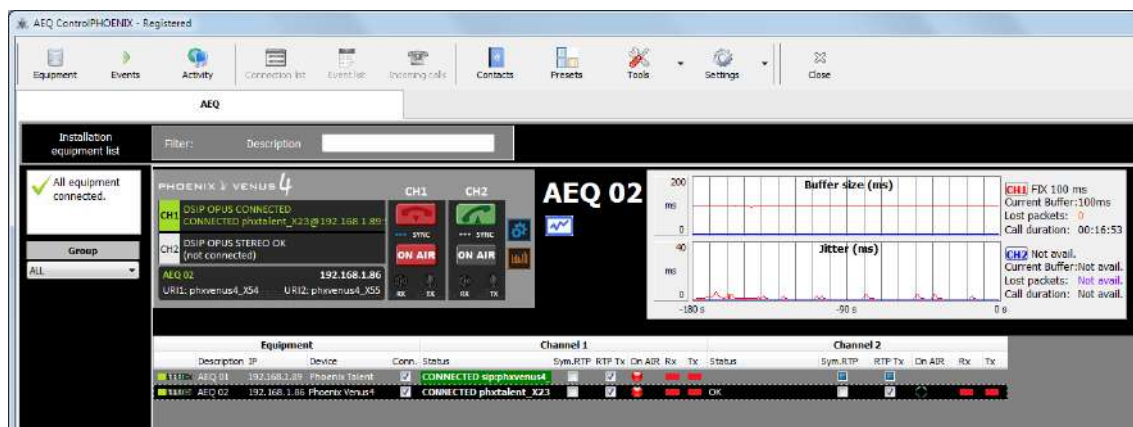 AEQ ControlPHOENIX - Registered
Equipment Events Activity Connection list Event list Incoming calls Contacts Presets Tools Settings Close
AEQ
Installation
equipment list
Filter: Description
All equipment
connected.
Group
ALL
PHOENIX VENUS 4
CH1 CH2
CH1 DSIP OPUS CONNECTED
CONNECTED phxtalent_X23@192.168.1.89:
SYNC SYNC
CH2 DSIP OPUS STEREO OK
(not connected)
ON AIR ON AIR
AEQ 02 192.168.1.86
URI1: phxvenus4_X54 URI2: phxvenus4_X55
RX TX RX TX
AEQ 02
200
ms
0
Buffer size (ms)
40
ms
0
Jitter (ms)
-180 s -90 s 0 s
CH1 FIX 100 ms
Current Buffer:100ms
Lost packets: 0
Call duration: 00:16:53
CH2 Not avail.
Current Buffer:Not avail.
Lost packets: Not avail.
Call duration: Not avail.
Equipment Channel 1 Channel 2
Description IP Device Conn. Status Sym.RTP RTP Tx On AIR Rx Tx Status Sym.RTP RTP Tx On AIR Rx Tx
AEQ 01 192.168.1.89 Phoenix Talent CONNECTED sip:phxvenus4_
AEQ 02 192.168.1.86 Phoenix Venus4 CONNECTED phxtalent_X23 OK